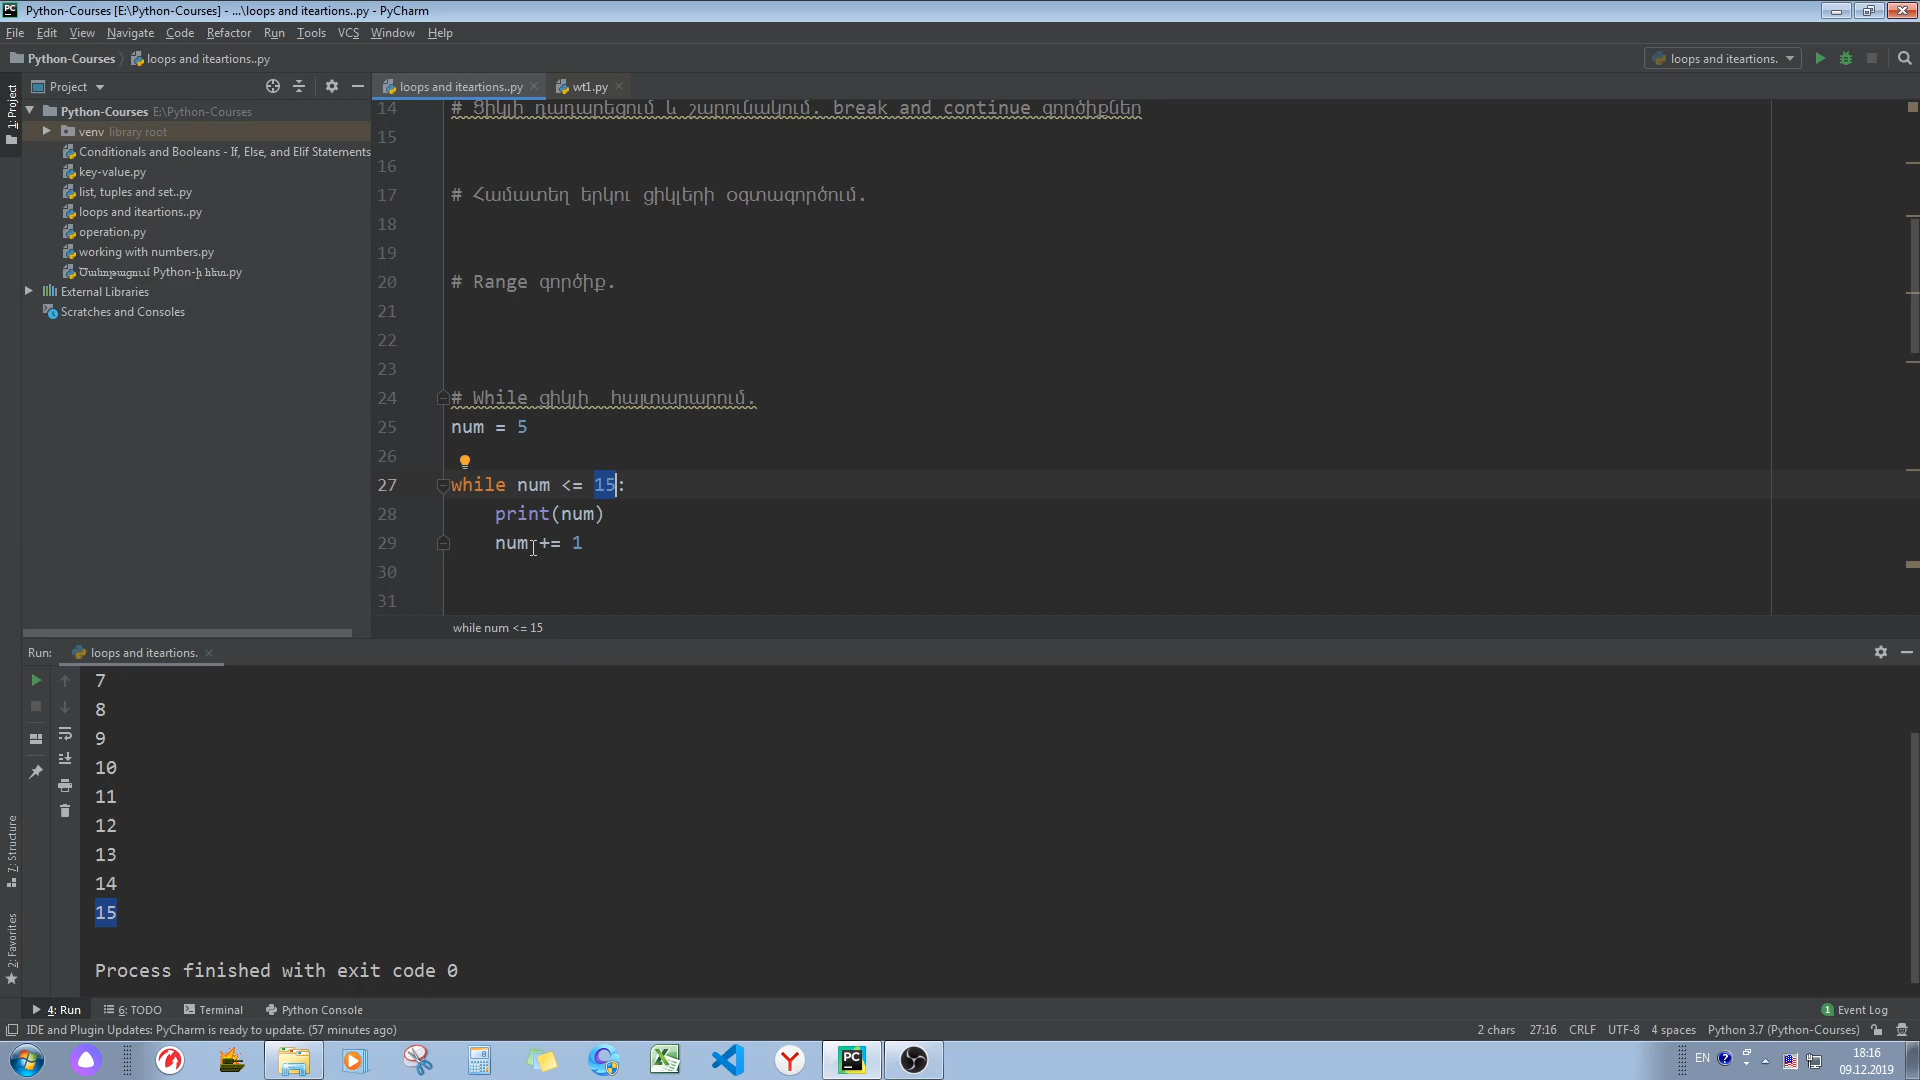 Python-Courses [E:\Python-Courses] - ...\loops and iteartions..py - PyCharm
File Edit View Navigate Code Refactor Run Tools VCS Window Help
Python-Courses loops and iteartions..py
loops and iteartions.
Project
loops and iteartions..py
wt1.py
1: Project
Python-Courses E:\Python-Courses
venv library root
Conditionals and Booleans - If, Else, and Elif Statements
key-value.py
list, tuples and set..py
loops and iteartions..py
operation.py
working with numbers.py
Ծանոթացում Python-ի հետ.py
External Libraries
Scratches and Consoles
14 # Ցիկլի դադարեցում և շարունակում. break and continue գործիքներ
15
16
17 # Համատեղ երկու ցիկլերի օգտագործում.
18
19
20 # Range գործիք.
21
22
23
24 # While ցիկլի հայտարարում.
25 num = 5
26
27 while num <= 15:
28 print(num)
29 num += 1
30
31
while num <= 15
Run: loops and iteartions.
7
8
9
10
11
12
13
14
15
Process finished with exit code 0
7: Structure
2: Favorites
4: Run 6: TODO Terminal Python Console
1 Event Log
IDE and Plugin Updates: PyCharm is ready to update. (57 minutes ago)
2 chars 27:16 CRLF UTF-8 4 spaces Python 3.7 (Python-Courses)
PC
EN
18:16
09.12.2019